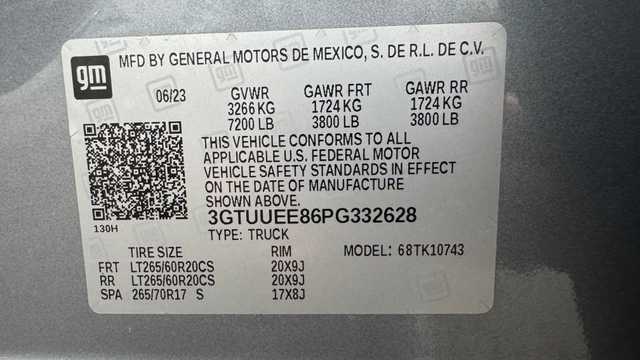 gm
MFD BY GENERAL MOTORS DE MEXICO, S. DE R.L. DE C.V.
06/23 GVWR GAWR FRT GAWR RR
3266 KG 1724 KG 1724 KG
7200 LB 3800 LB 3800 LB
THIS VEHICLE CONFORMS TO ALL
APPLICABLE U.S. FEDERAL MOTOR
VEHICLE SAFETY STANDARDS IN EFFECT
ON THE DATE OF MANUFACTURE
SHOWN ABOVE.
3GTUUEE86PG332628
130H
TYPE: TRUCK
TIRE SIZE RIM MODEL: 68TK10743
FRT LT265/60R20CS 20X9J
RR LT265/60R20CS 20X9J
SPA 265/70R17 S 17X8J